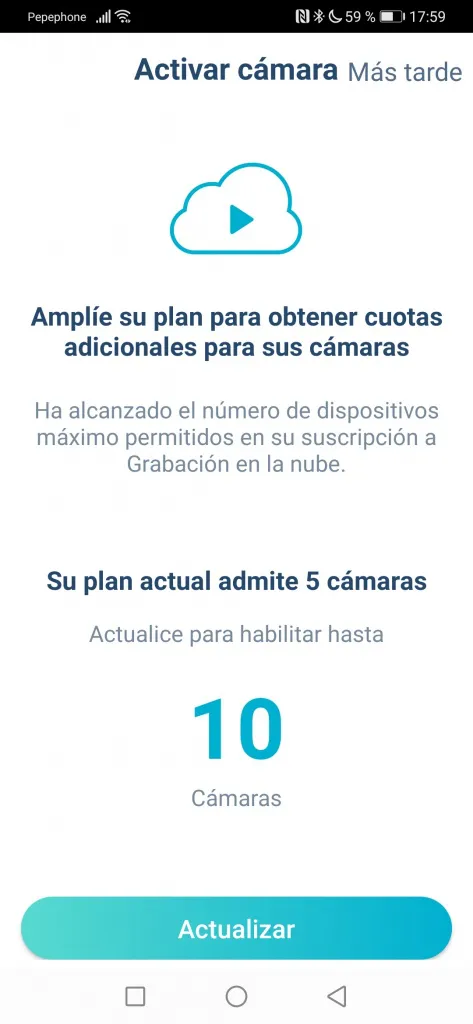 Pepephone 59 % 17:59
Activar cámara Más tarde
Amplíe su plan para obtener cuotas
adicionales para sus cámaras
Ha alcanzado el número de dispositivos
máximo permitidos en su suscripción a
Grabación en la nube.
Su plan actual admite 5 cámaras
Actualice para habilitar hasta
10
Cámaras
Actualizar